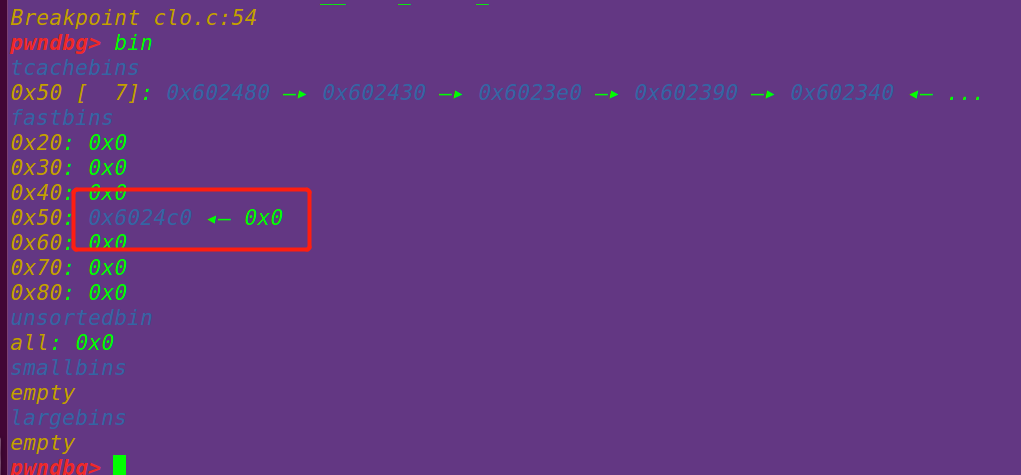 Breakpoint clo.c:54
pwndbg> bin
tcachebins
0x50 [  7]: 0x602480 —▸ 0x602430 —▸ 0x6023e0 —▸ 0x602390 —▸ 0x602340 ◂— ...
fastbins
0x20: 0x0
0x30: 0x0
0x40: 0x0
0x50: 0x6024c0 ◂— 0x0
0x60: 0x0
0x70: 0x0
0x80: 0x0
unsortedbin
all: 0x0
smallbins
empty
largebins
empty
pwndbg>